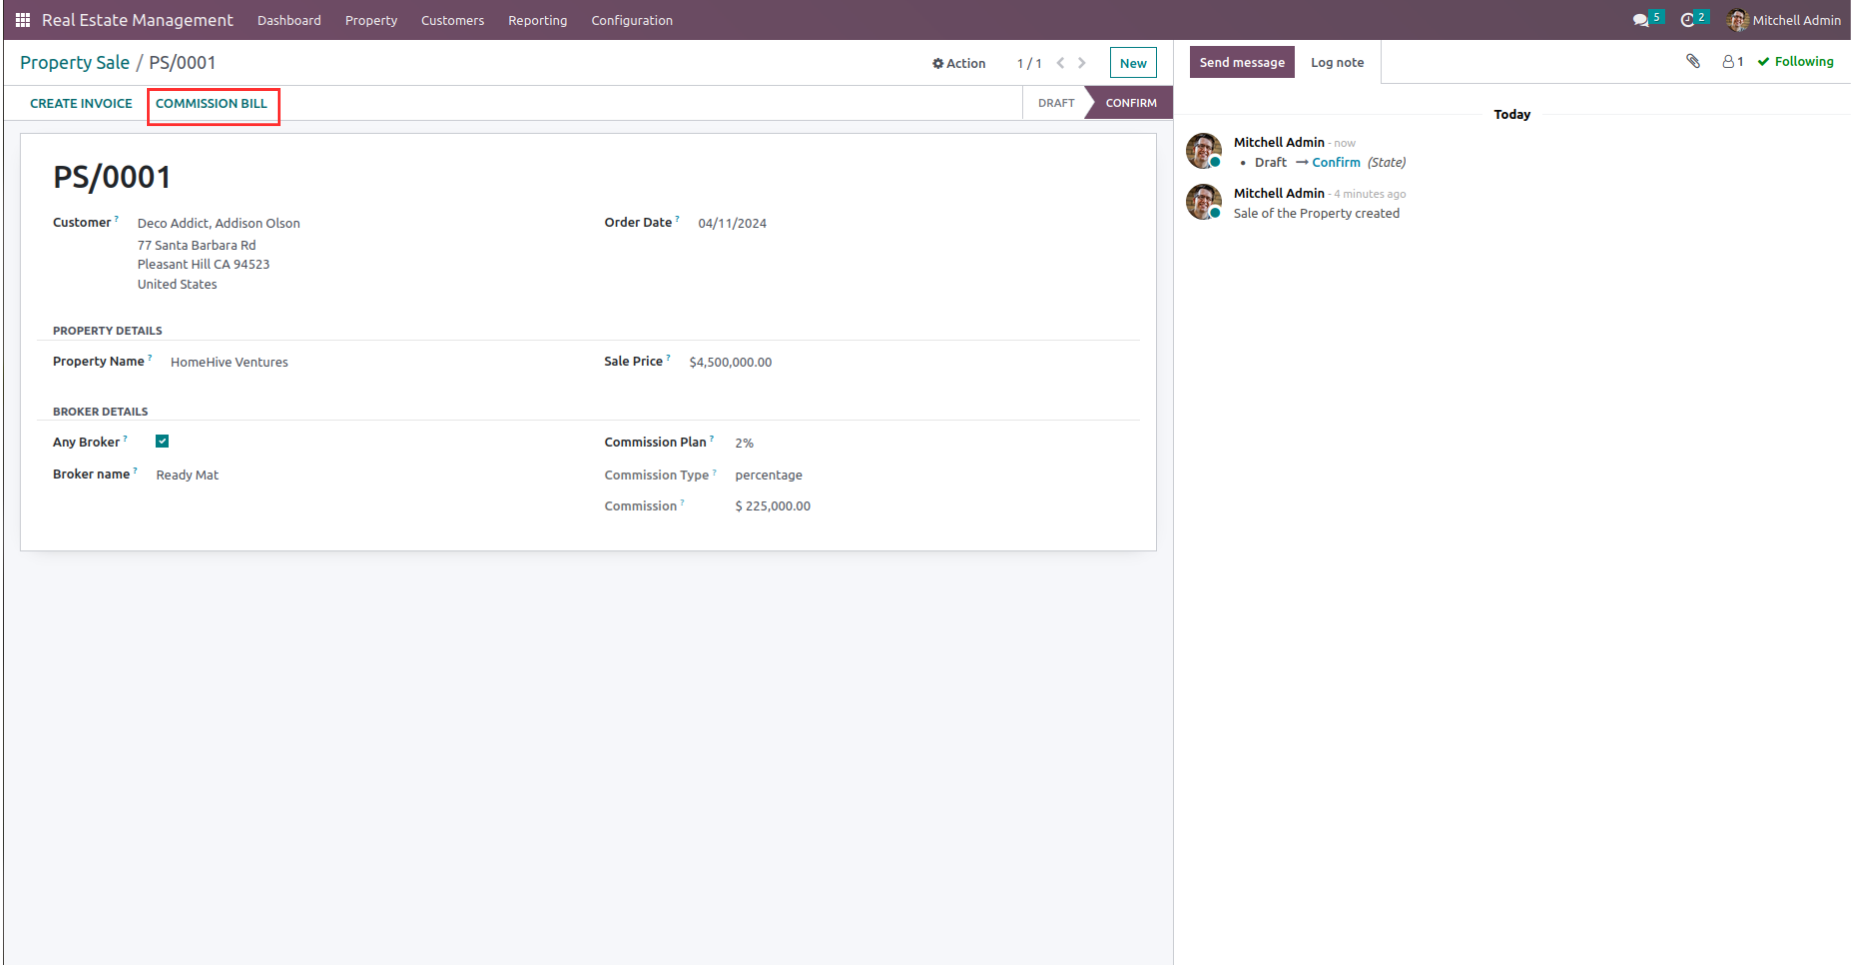 Real Estate Management Dashboard Property Customers Reporting Configuration 5 2 Mitchell Admin
Property Sale / PS/0001 Action 1 / 1 New
CREATE INVOICE COMMISSION BILL DRAFT CONFIRM
PS/0001
Customer ? Deco Addict, Addison Olson Order Date ? 04/11/2024
77 Santa Barbara Rd
Pleasant Hill CA 94523
United States
PROPERTY DETAILS
Property Name ? HomeHive Ventures Sale Price ? $4,500,000.00
BROKER DETAILS
Any Broker ? Commission Plan ? 2%
Broker name ? Ready Mat Commission Type ? percentage
Commission ? $ 225,000.00
Send message Log note 1 Following
Today
Mitchell Admin - now
• Draft → Confirm (State)
Mitchell Admin - 4 minutes ago
Sale of the Property created